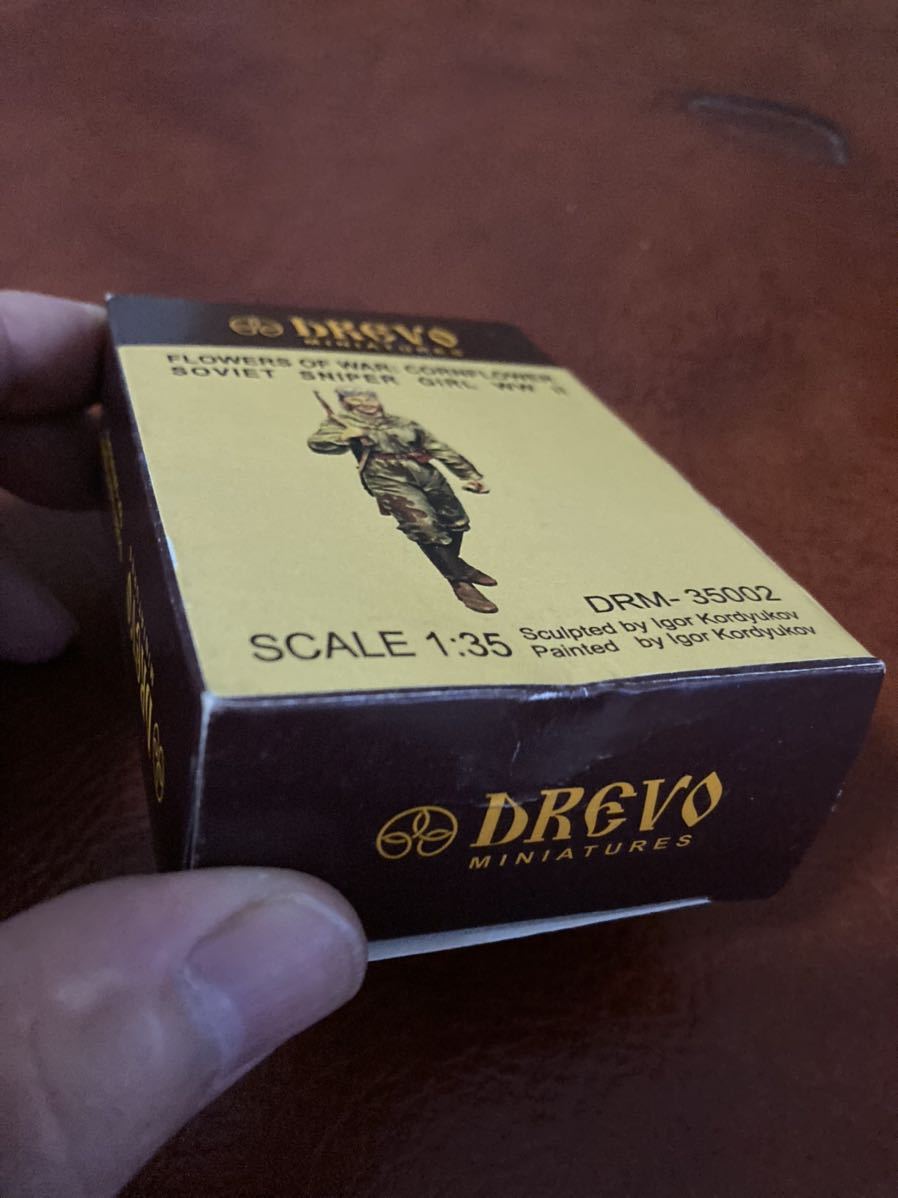 DREVO
MINIATURES
FLOWERS OF WAR: CORNFLOWER
SOVIET SNIPER GIRL WW II
DRM-35002
SCALE 1:35
Sculpted by Igor Kordyukov
Painted by Igor Kordyukov
DREVO
MINIATURES